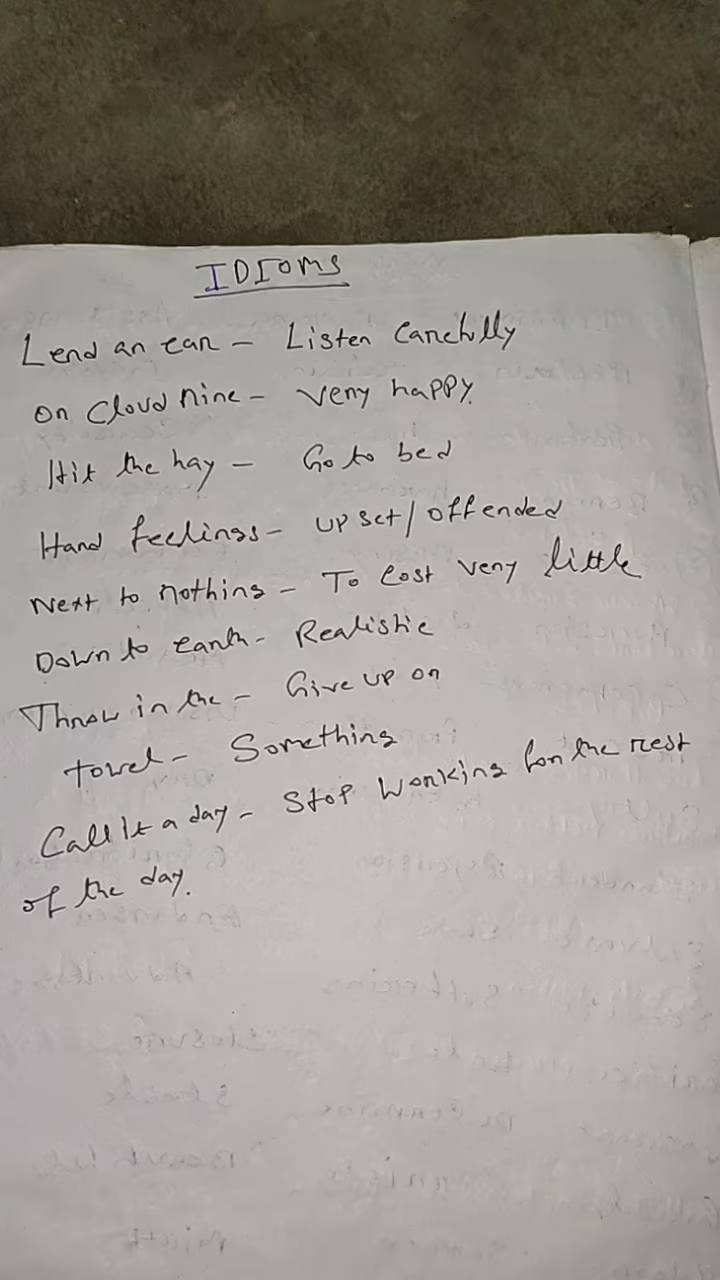 IDIOMS
Lend an ear - Listen Carefully
On Cloud nine - Very happy.
Hit the hay - Go to bed
Hard feelings - upset/offended
Next to nothing - To Cost very little
Down to earth - Realistic
Throw in the - Give up on
towel - Something
Call It a day - Stop Working for the rest
of the day.